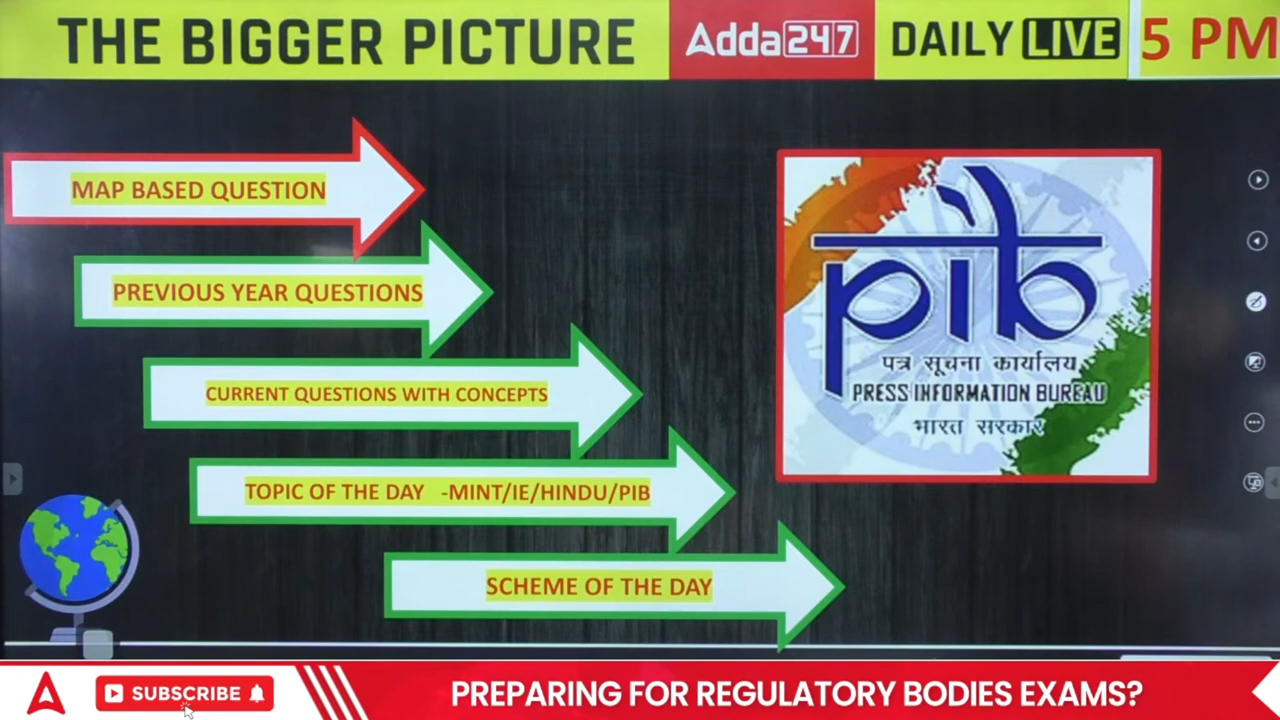 THE BIGGER PICTURE
Adda247
DAILY LIVE
5 PM
MAP BASED QUESTION
PREVIOUS YEAR QUESTIONS
CURRENT QUESTIONS WITH CONCEPTS
TOPIC OF THE DAY -MINT/IE/HINDU/PIB
SCHEME OF THE DAY
pib
पत्र सूचना कार्यालय
PRESS INFORMATION BUREAU
भारत सरकार
SUBSCRIBE
PREPARING FOR REGULATORY BODIES EXAMS?